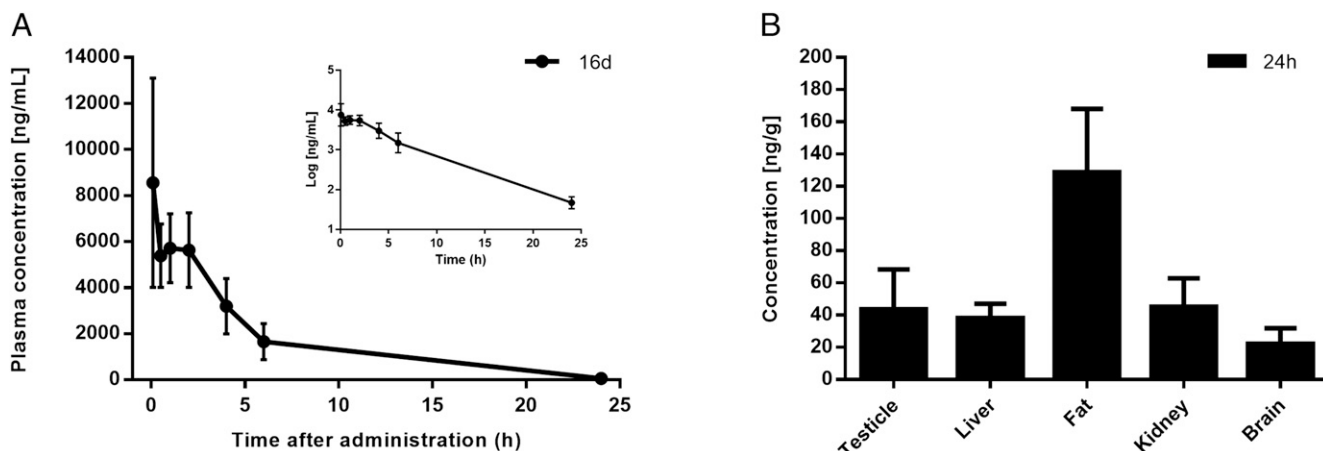 A
Plasma concentration [ng/mL]
14000
12000
10000
8000
6000
4000
2000
0
0
5
10
15
20
25
Time after administration (h)
16d
Log [ng/mL]
5
4
3
2
1
0
5
10
15
20
25
Time (h)
B
Concentration [ng/g]
200
180
160
140
120
100
80
60
40
20
0
24h
Testicle
Liver
Fat
Kidney
Brain